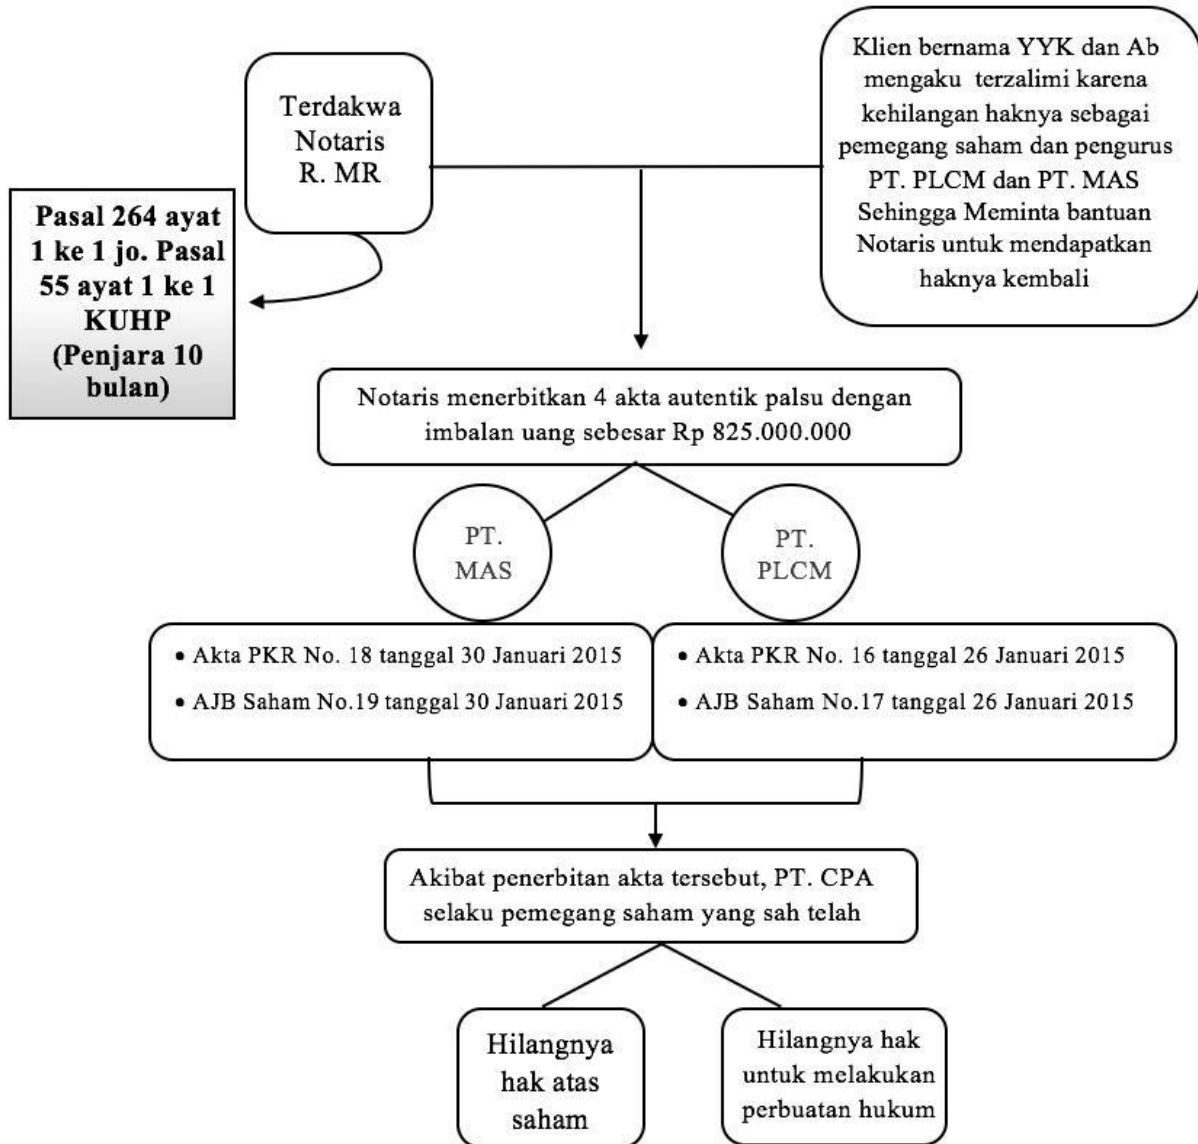 Terdakwa
Notaris
R. MR
Klien bernama YYK dan Ab
mengaku terzalimi karena
kehilangan haknya sebagai
pemegang saham dan pengurus
PT. PLCM dan PT. MAS
Sehingga Meminta bantuan
Notaris untuk mendapatkan
haknya kembali
Pasal 264 ayat
1 ke 1 jo. Pasal
55 ayat 1 ke 1
KUHP
(Penjara 10
bulan)
Notaris menerbitkan 4 akta autentik palsu dengan
imbalan uang sebesar Rp 825.000.000
PT.
MAS
PT.
PLCM
• Akta PKR No. 18 tanggal 30 Januari 2015
• AJB Saham No.19 tanggal 30 Januari 2015
• Akta PKR No. 16 tanggal 26 Januari 2015
• AJB Saham No.17 tanggal 26 Januari 2015
Akibat penerbitan akta tersebut, PT. CPA
selaku pemegang saham yang sah telah
Hilangnya
hak atas
saham
Hilangnya hak
untuk melakukan
perbuatan hukum